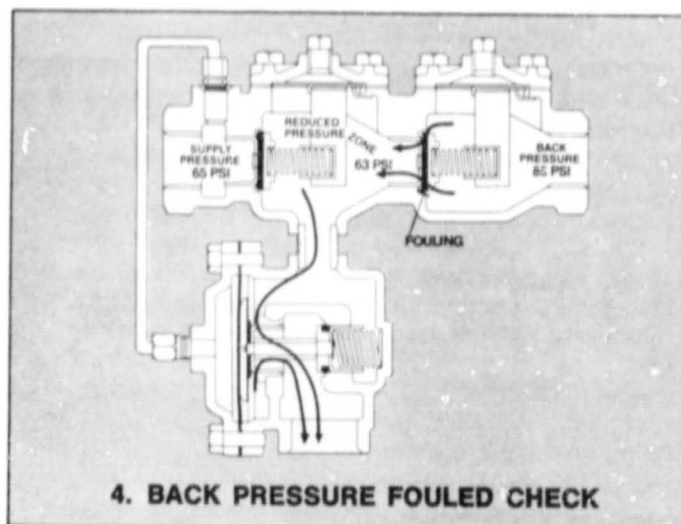 REDUCED
PRESSURE
ZONE
63 PSI
SUPPLY
PRESSURE
65 PSI
BACK
PRESSURE
85 PSI
FOULING
4. BACK PRESSURE FOULED CHECK